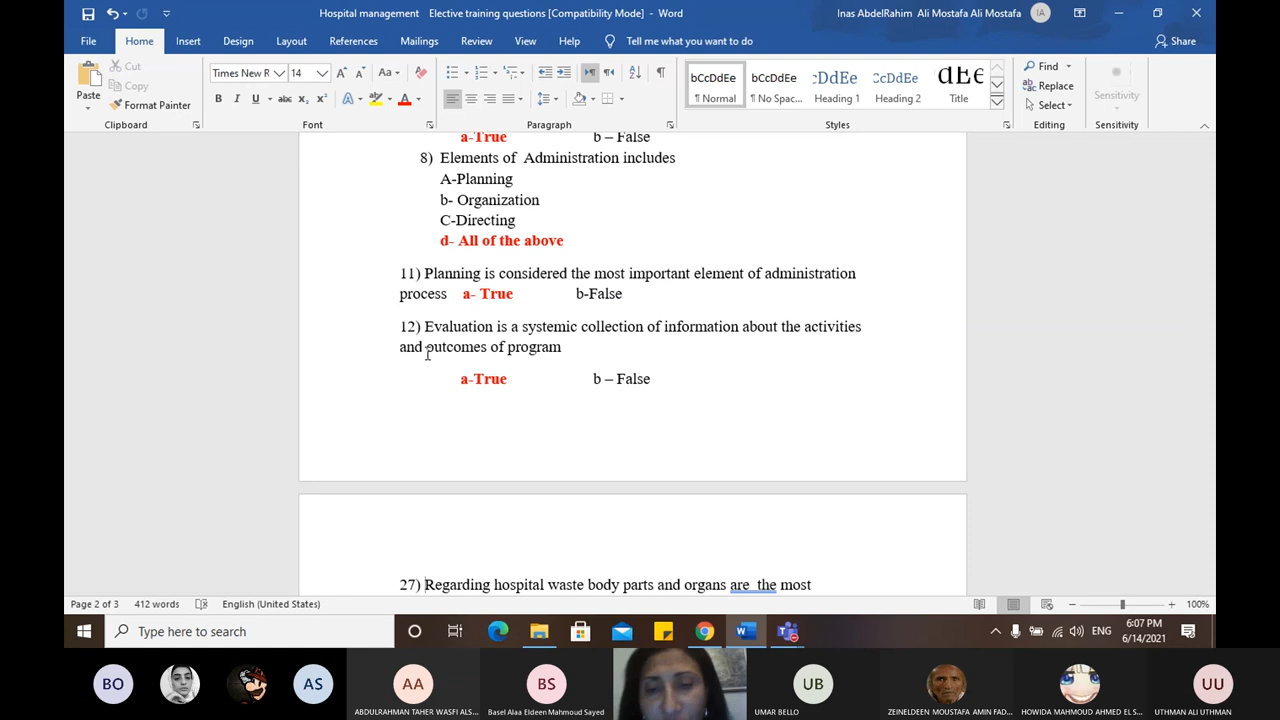 Hospital management    Elective training questions [Compatibility Mode] - Word
Inas AbdelRahim Ali Mostafa Ali Mostafa
IA
File Home Insert Design Layout References Mailings Review View Help Tell me what you want to do Share
Paste
Cut
Copy
Format Painter
Clipboard
Times New R 14
Aa
B I U abc x₂ x² A A
Font
Paragraph
BCcDdEe BCcDdEe CcDdEe CcDdEe dEe
¶ Normal ¶ No Spac... Heading 1 Heading 2 Title
Styles
Find
Replace
Select
Editing
Sensitivity
Sensitivity
a-True b – False
8) Elements of Administration includes
A-Planning
b- Organization
C-Directing
d- All of the above
11) Planning is considered the most important element of administration
process a- True b-False
12) Evaluation is a systemic collection of information about the activities
and outcomes of program
a-True b – False
27) Regarding hospital waste body parts and organs are the most
Page 2 of 3 412 words English (United States) 100%
Type here to search
ENG
6:07 PM
6/14/2021
BO AS AA BS UB UU
ABDULRAHMAN TAHER WASFI ALS...
Basel Alaa Eldeen Mahmoud Sayed
UMAR BELLO
ZEINELDEEN MOUSTAFA AMIN FAD...
HOWIDA MAHMOUD AHMED EL S...
UTHMAN ALI UTHMAN